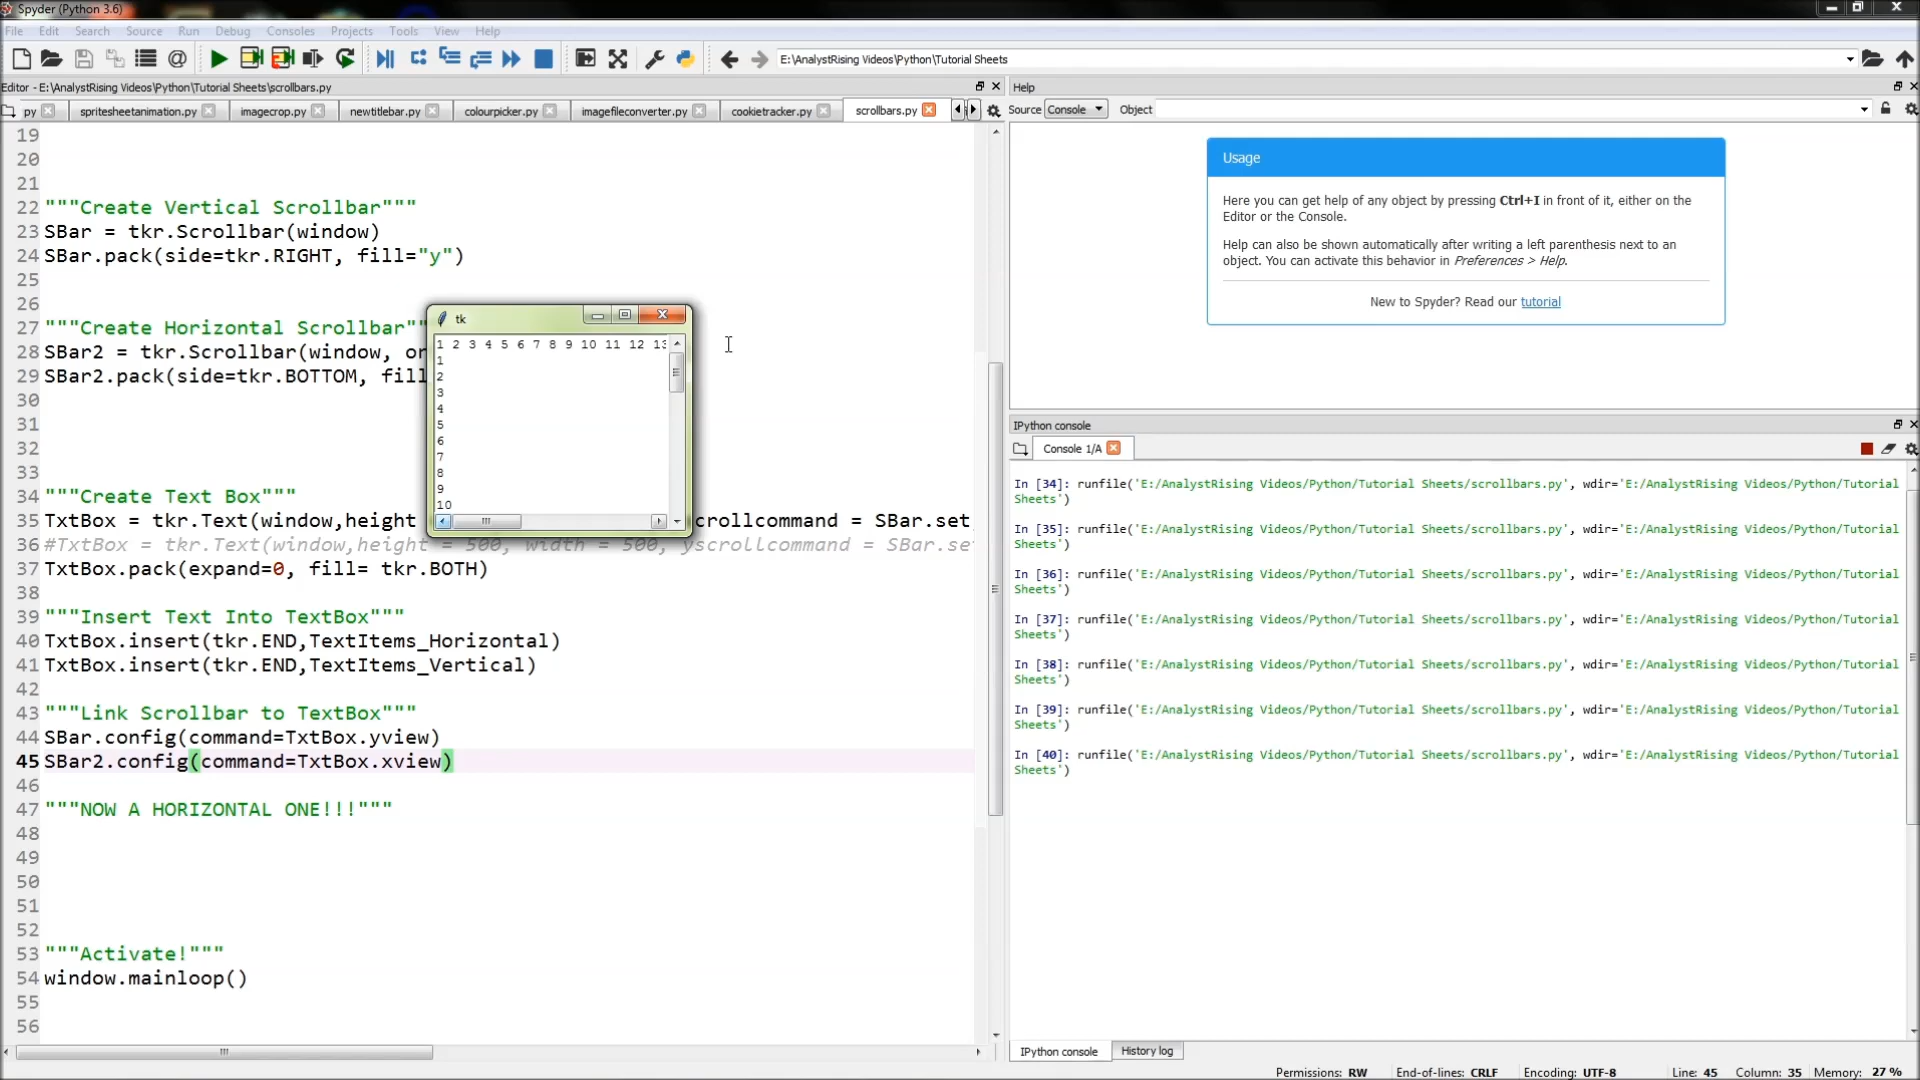 Spyder (Python 3.6)
File Edit Search Source Run Debug Consoles Projects Tools View Help
E:\AnalystRising Videos\Python\Tutorial Sheets
Editor - E:\AnalystRising Videos\Python\Tutorial Sheets\scrollbars.py
py spritesheetanimation.py imagecrop.py newtitlebar.py colourpicker.py imagefileconverter.py cookietracker.py scrollbars.py
19
20
21
22 """Create Vertical Scrollbar"""
23 SBar = tkr.Scrollbar(window)
24 SBar.pack(side=tkr.RIGHT, fill="y")
25
26
27 """Create Horizontal Scrollbar""
28 SBar2 = tkr.Scrollbar(window, or
29 SBar2.pack(side=tkr.BOTTOM, fill
30
31
32
33
34 """Create Text Box"""
35 TxtBox = tkr.Text(window,height crollcommand = SBar.set,
36 #TxtBox = tkr.Text(window,height = 500, width = 500, yscrollcommand = SBar.se
37 TxtBox.pack(expand=0, fill= tkr.BOTH)
38
39 """Insert Text Into TextBox"""
40 TxtBox.insert(tkr.END,TextItems_Horizontal)
41 TxtBox.insert(tkr.END,TextItems_Vertical)
42
43 """Link Scrollbar to TextBox"""
44 SBar.config(command=TxtBox.yview)
45 SBar2.config(command=TxtBox.xview)
46
47 """NOW A HORIZONTAL ONE!!!"""
48
49
50
51
52
53 """Activate!"""
54 window.mainloop()
55
56
tk
1 2 3 4 5 6 7 8 9 10 11 12 13
1
2
3
4
5
6
7
8
9
10
Help
Source Console Object
Usage
Here you can get help of any object by pressing Ctrl+I in front of it, either on the
Editor or the Console.
Help can also be shown automatically after writing a left parenthesis next to an
object. You can activate this behavior in Preferences > Help.
New to Spyder? Read our tutorial
IPython console
Console 1/A
In [34]: runfile('E:/AnalystRising Videos/Python/Tutorial Sheets/scrollbars.py', wdir='E:/AnalystRising Videos/Python/Tutorial
Sheets')
In [35]: runfile('E:/AnalystRising Videos/Python/Tutorial Sheets/scrollbars.py', wdir='E:/AnalystRising Videos/Python/Tutorial
Sheets')
In [36]: runfile('E:/AnalystRising Videos/Python/Tutorial Sheets/scrollbars.py', wdir='E:/AnalystRising Videos/Python/Tutorial
Sheets')
In [37]: runfile('E:/AnalystRising Videos/Python/Tutorial Sheets/scrollbars.py', wdir='E:/AnalystRising Videos/Python/Tutorial
Sheets')
In [38]: runfile('E:/AnalystRising Videos/Python/Tutorial Sheets/scrollbars.py', wdir='E:/AnalystRising Videos/Python/Tutorial
Sheets')
In [39]: runfile('E:/AnalystRising Videos/Python/Tutorial Sheets/scrollbars.py', wdir='E:/AnalystRising Videos/Python/Tutorial
Sheets')
In [40]: runfile('E:/AnalystRising Videos/Python/Tutorial Sheets/scrollbars.py', wdir='E:/AnalystRising Videos/Python/Tutorial
Sheets')
IPython console History log
Permissions: RW End-of-lines: CRLF Encoding: UTF-8 Line: 45 Column: 35 Memory: 27 %